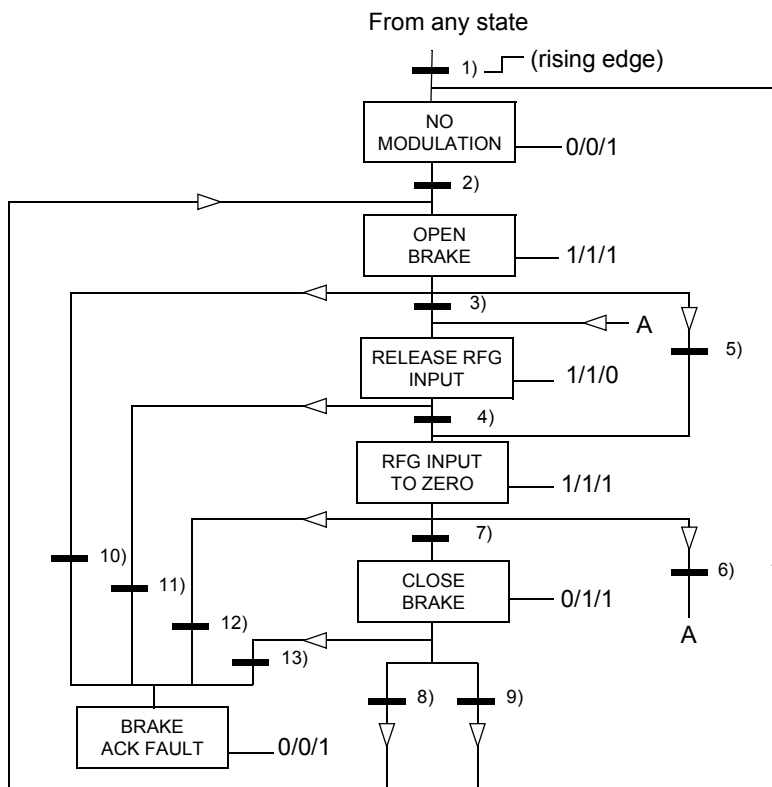 From any state
1)
(rising edge)
NO
MODULATION
0/0/1
2)
OPEN
BRAKE
1/1/1
3)
A
5)
RELEASE RFG
INPUT
1/1/0
4)
RFG INPUT
TO ZERO
1/1/1
7)
10)
11)
6)
CLOSE
BRAKE
0/1/1
12)
A
13)
8)
9)
BRAKE
ACK FAULT
0/0/1